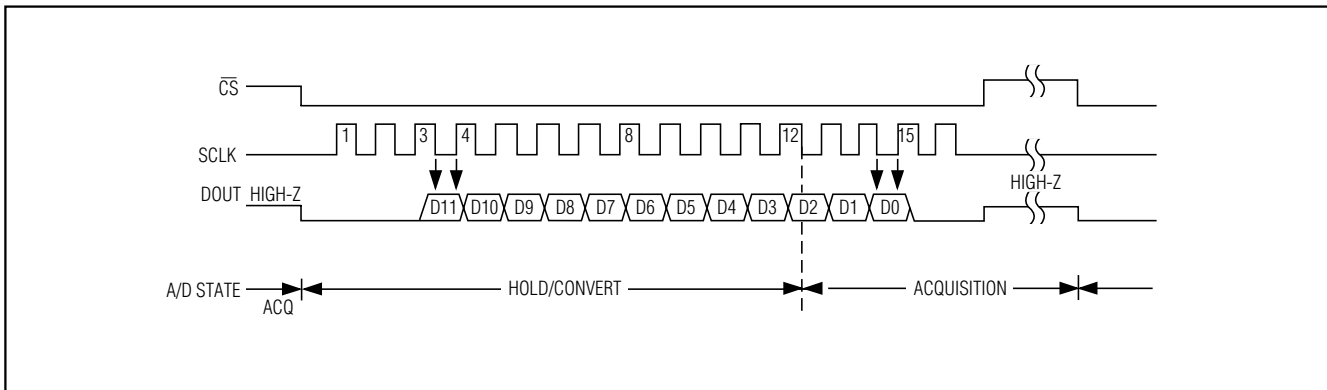 C̅S̅
1 3 4 8 12 15
SCLK
DOUT HIGH-Z HIGH-Z
D11 D10 D9 D8 D7 D6 D5 D4 D3 D2 D1 D0
A/D STATE HOLD/CONVERT ACQUISITION
ACQ